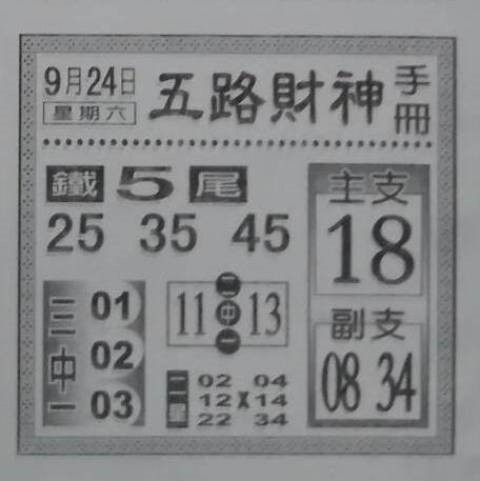 9月24日
星期六
五路財神
手冊
鐵5尾
25 35 45
主支
18
三中一
01
02
03
11 二中一 13
副支
08 34
02 04
12 X 14
22 34